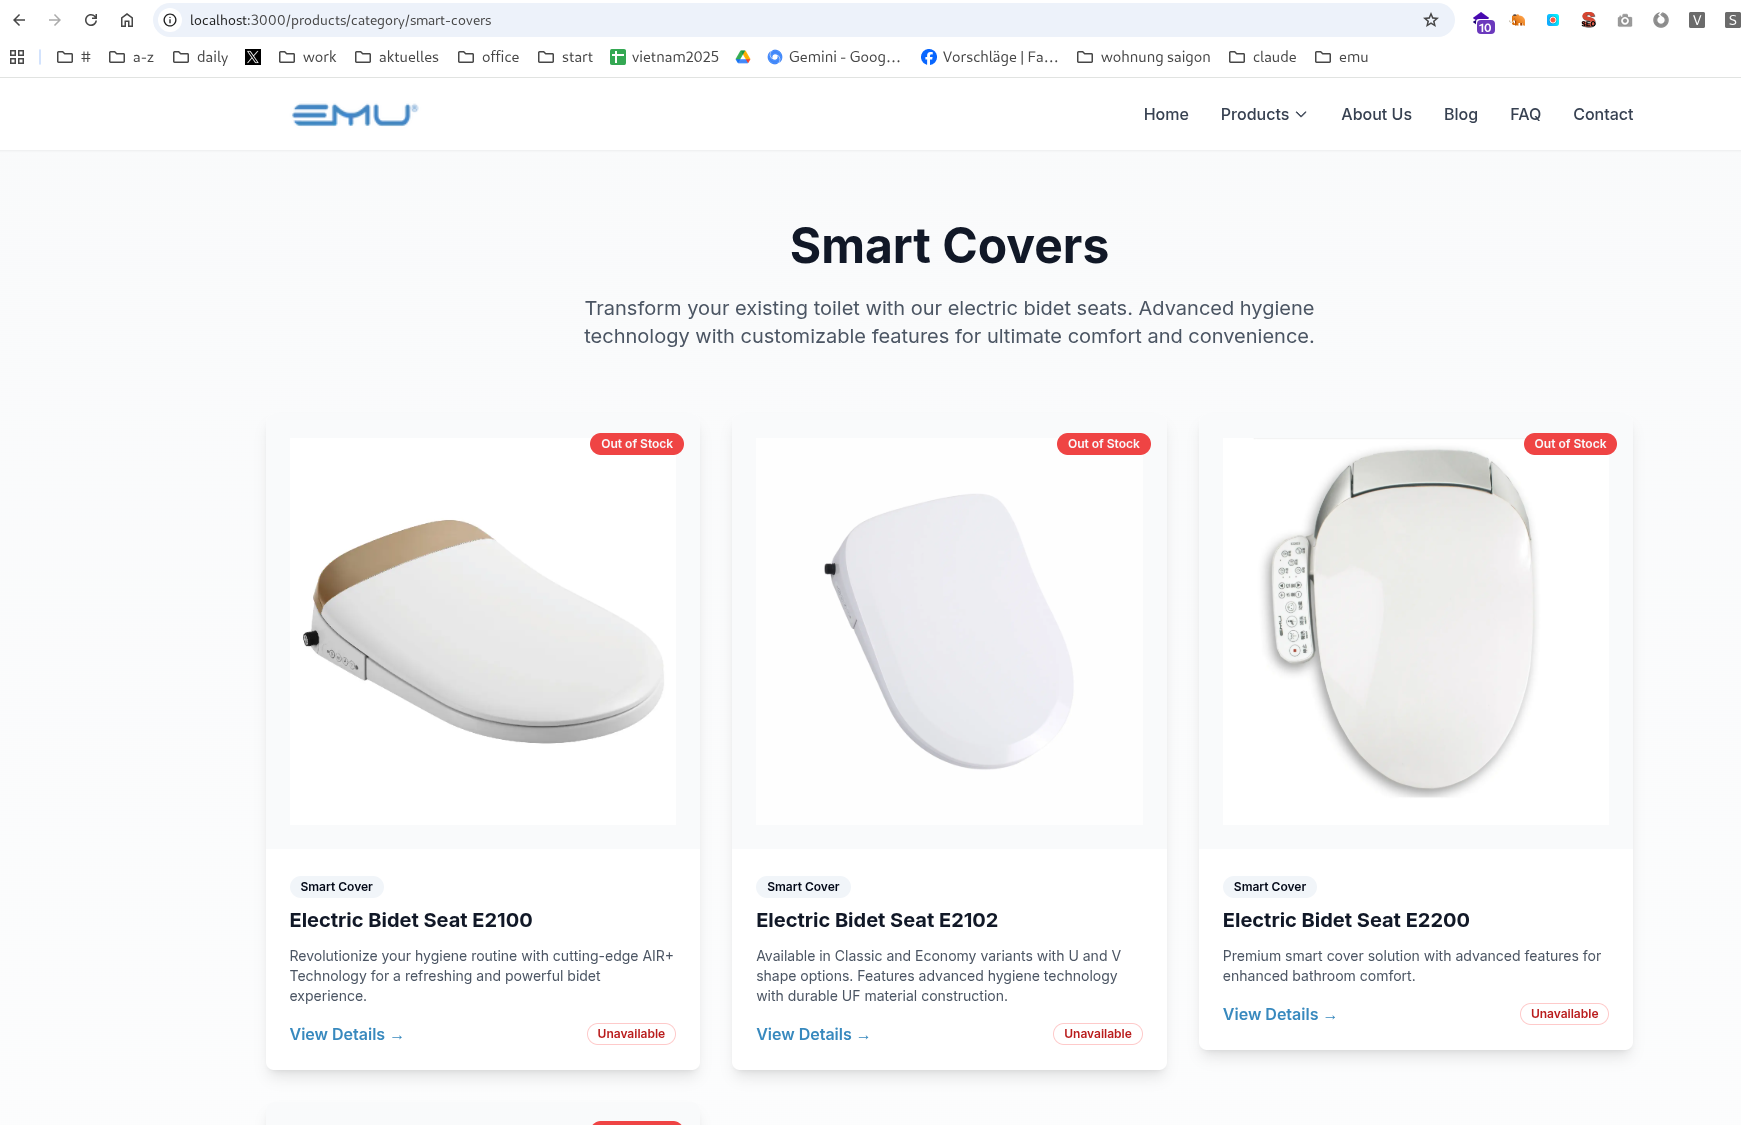 localhost:3000/products/category/smart-covers
10
SEO
V
S
#
a-z
daily
X
work
aktuelles
office
start
vietnam2025
Gemini - Goog...
Vorschläge | Fa...
wohnung saigon
claude
emu
EMU®
Home
Products
About Us
Blog
FAQ
Contact
Smart Covers
Transform your existing toilet with our electric bidet seats. Advanced hygiene
technology with customizable features for ultimate comfort and convenience.
Out of Stock
Out of Stock
Out of Stock
Smart Cover
Electric Bidet Seat E2100
Revolutionize your hygiene routine with cutting-edge AIR+
Technology for a refreshing and powerful bidet
experience.
View Details →
Unavailable
Smart Cover
Electric Bidet Seat E2102
Available in Classic and Economy variants with U and V
shape options. Features advanced hygiene technology
with durable UF material construction.
View Details →
Unavailable
Smart Cover
Electric Bidet Seat E2200
Premium smart cover solution with advanced features for
enhanced bathroom comfort.
View Details →
Unavailable